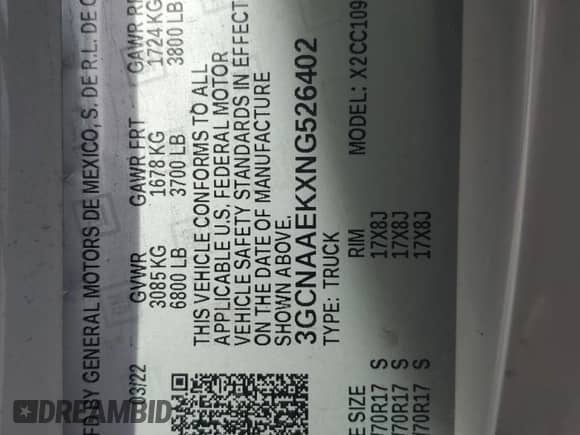 MFD BY GENERAL MOTORS DE MEXICO, S. DE R.L. DE C
03/22 GVWR GAWR FRT GAWR RR
3085 KG 1678 KG 1724 KG
6800 LB 3700 LB 3800 LB
THIS VEHICLE CONFORMS TO ALL
APPLICABLE U.S. FEDERAL MOTOR
VEHICLE SAFETY STANDARDS IN EFFECT
ON THE DATE OF MANUFACTURE
SHOWN ABOVE.
3GCNAAEKXNG526402
TYPE: TRUCK MODEL: X2CC109
E SIZE RIM
/70R17 S 17X8J
/70R17 S 17X8J
/70R17 S 17X8J
DREAMBID